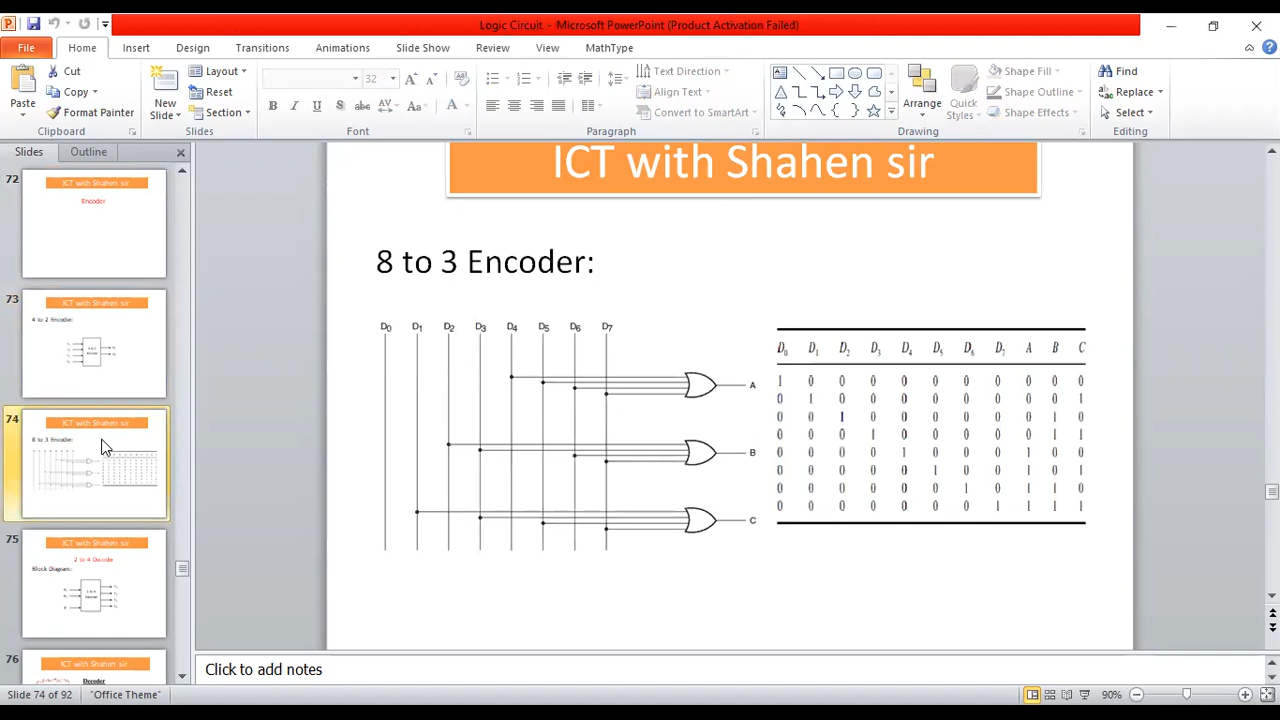 Logic Circuit - Microsoft PowerPoint (Product Activation Failed)
File Home Insert Design Transitions Animations Slide Show Review View MathType
Paste
Cut
Copy
Format Painter
Clipboard
New Slide
Layout
Reset
Section
Slides
32
Font
Paragraph
Text Direction
Align Text
Convert to SmartArt
Arrange
Quick Styles
Shape Fill
Shape Outline
Shape Effects
Drawing
Find
Replace
Select
Editing
Slides Outline
72
ICT with Shahen sir
Encoder
73
ICT with Shahen sir
4 to 2 Encoder:
74
ICT with Shahen sir
8 to 3 Encoder:
75
ICT with Shahen sir
2 to 4 Decoder
Block Diagram:
76
ICT with Shahen sir
Decoder
ICT with Shahen sir
8 to 3 Encoder:
D0 D1 D2 D3 D4 D5 D6 D7
A
B
C
D0 D1 D2 D3 D4 D5 D6 D7 A B C
1 0 0 0 0 0 0 0 0 0 0
0 1 0 0 0 0 0 0 0 0 1
0 0 1 0 0 0 0 0 0 1 0
0 0 0 1 0 0 0 0 0 1 1
0 0 0 0 1 0 0 0 1 0 0
0 0 0 0 0 1 0 0 1 0 1
0 0 0 0 0 0 1 0 1 1 0
0 0 0 0 0 0 0 1 1 1 1
Click to add notes
Slide 74 of 92 "Office Theme" 90%